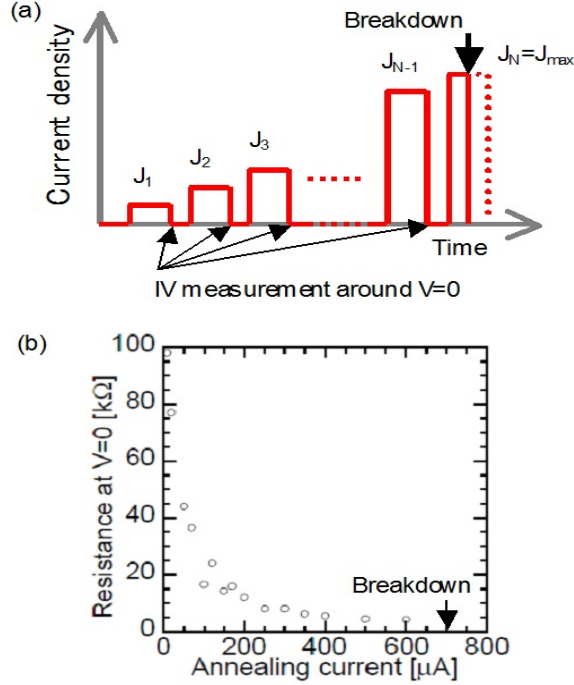 (a)
Breakdown
J1
J2
J3
JN-1
JN=Jmax
Current density
Time
IV measurement around V=0
(b)
Resistance at V=0 [kΩ]
100
80
60
40
20
0
Breakdown
0 200 400 600 800
Annealing current [μA]